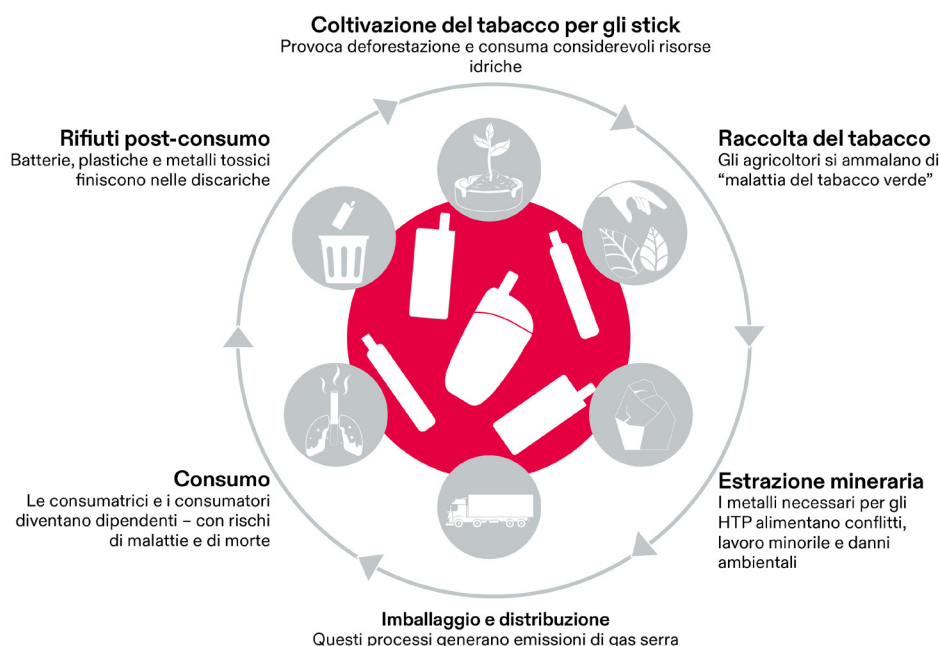 Coltivazione del tabacco per gli stick
Provoca deforestazione e consuma considerevoli risorse
idriche
Raccolta del tabacco
Gli agricoltori si ammalano di
“malattia del tabacco verde”
Estrazione mineraria
I metalli necessari per gli
HTP alimentano conflitti,
lavoro minorile e danni
ambientali
Imballaggio e distribuzione
Questi processi generano emissioni di gas serra
Consumo
Le consumatrici e i consumatori
diventano dipendenti – con rischi
di malattie e di morte
Rifiuti post-consumo
Batterie, plastiche e metalli tossici
finiscono nelle discariche